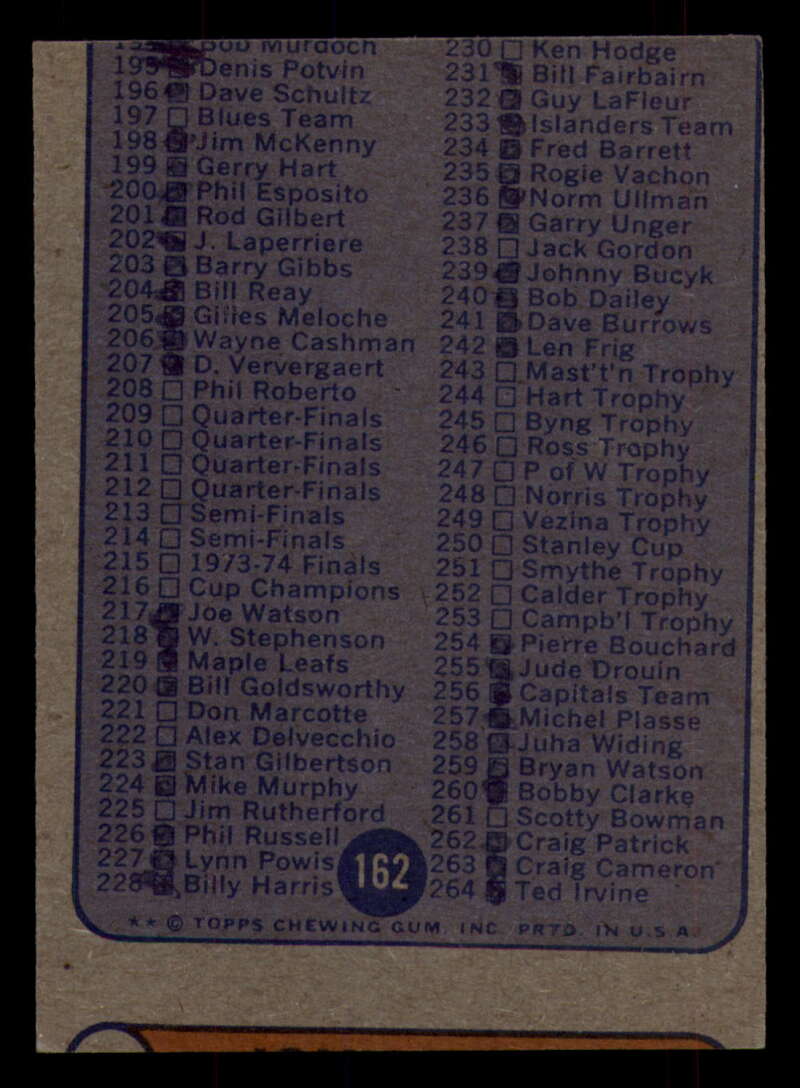 195 Bob Murdoch
195 Denis Potvin
196 Dave Schultz
197 Blues Team
198 Jim McKenny
199 Gerry Hart
200 Phil Esposito
201 Rod Gilbert
202 J. Laperriere
203 Barry Gibbs
204 Bill Reay
205 Gilles Meloche
206 Wayne Cashman
207 D. Ververgaert
208 Phil Roberto
209 Quarter-Finals
210 Quarter-Finals
211 Quarter-Finals
212 Quarter-Finals
213 Semi-Finals
214 Semi-Finals
215 1973-74 Finals
216 Cup Champions
217 Joe Watson
218 W. Stephenson
219 Maple Leafs
220 Bill Goldsworthy
221 Don Marcotte
222 Alex Delvecchio
223 Stan Gilbertson
224 Mike Murphy
225 Jim Rutherford
226 Phil Russell
227 Lynn Powis
228 Billy Harris
230 Ken Hodge
231 Bill Fairbairn
232 Guy LaFleur
233 Islanders Team
234 Fred Barrett
235 Rogie Vachon
236 Norm Ullman
237 Garry Unger
238 Jack Gordon
239 Johnny Bucyk
240 Bob Dailey
241 Dave Burrows
242 Len Frig
243 Mast't'n Trophy
244 Hart Trophy
245 Byng Trophy
246 Ross Trophy
247 P of W Trophy
248 Norris Trophy
249 Vezina Trophy
250 Stanley Cup
251 Smythe Trophy
252 Calder Trophy
253 Campb'l Trophy
254 Pierre Bouchard
255 Jude Drouin
256 Capitals Team
257 Michel Plasse
258 Juha Widing
259 Bryan Watson
260 Bobby Clarke
261 Scotty Bowman
262 Craig Patrick
263 Craig Cameron
264 Ted Irvine
162
** © TOPPS CHEWING GUM, INC. PRTD. IN U.S.A.